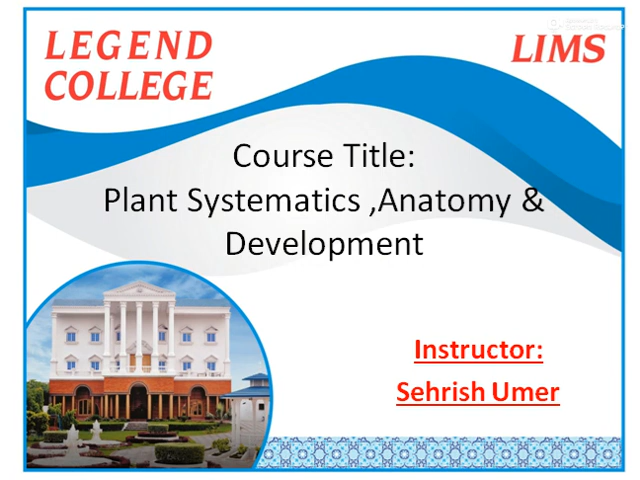 LEGEND
COLLEGE
LIMS
Course Title:
Plant Systematics ,Anatomy &
Development
Instructor:
Sehrish Umer